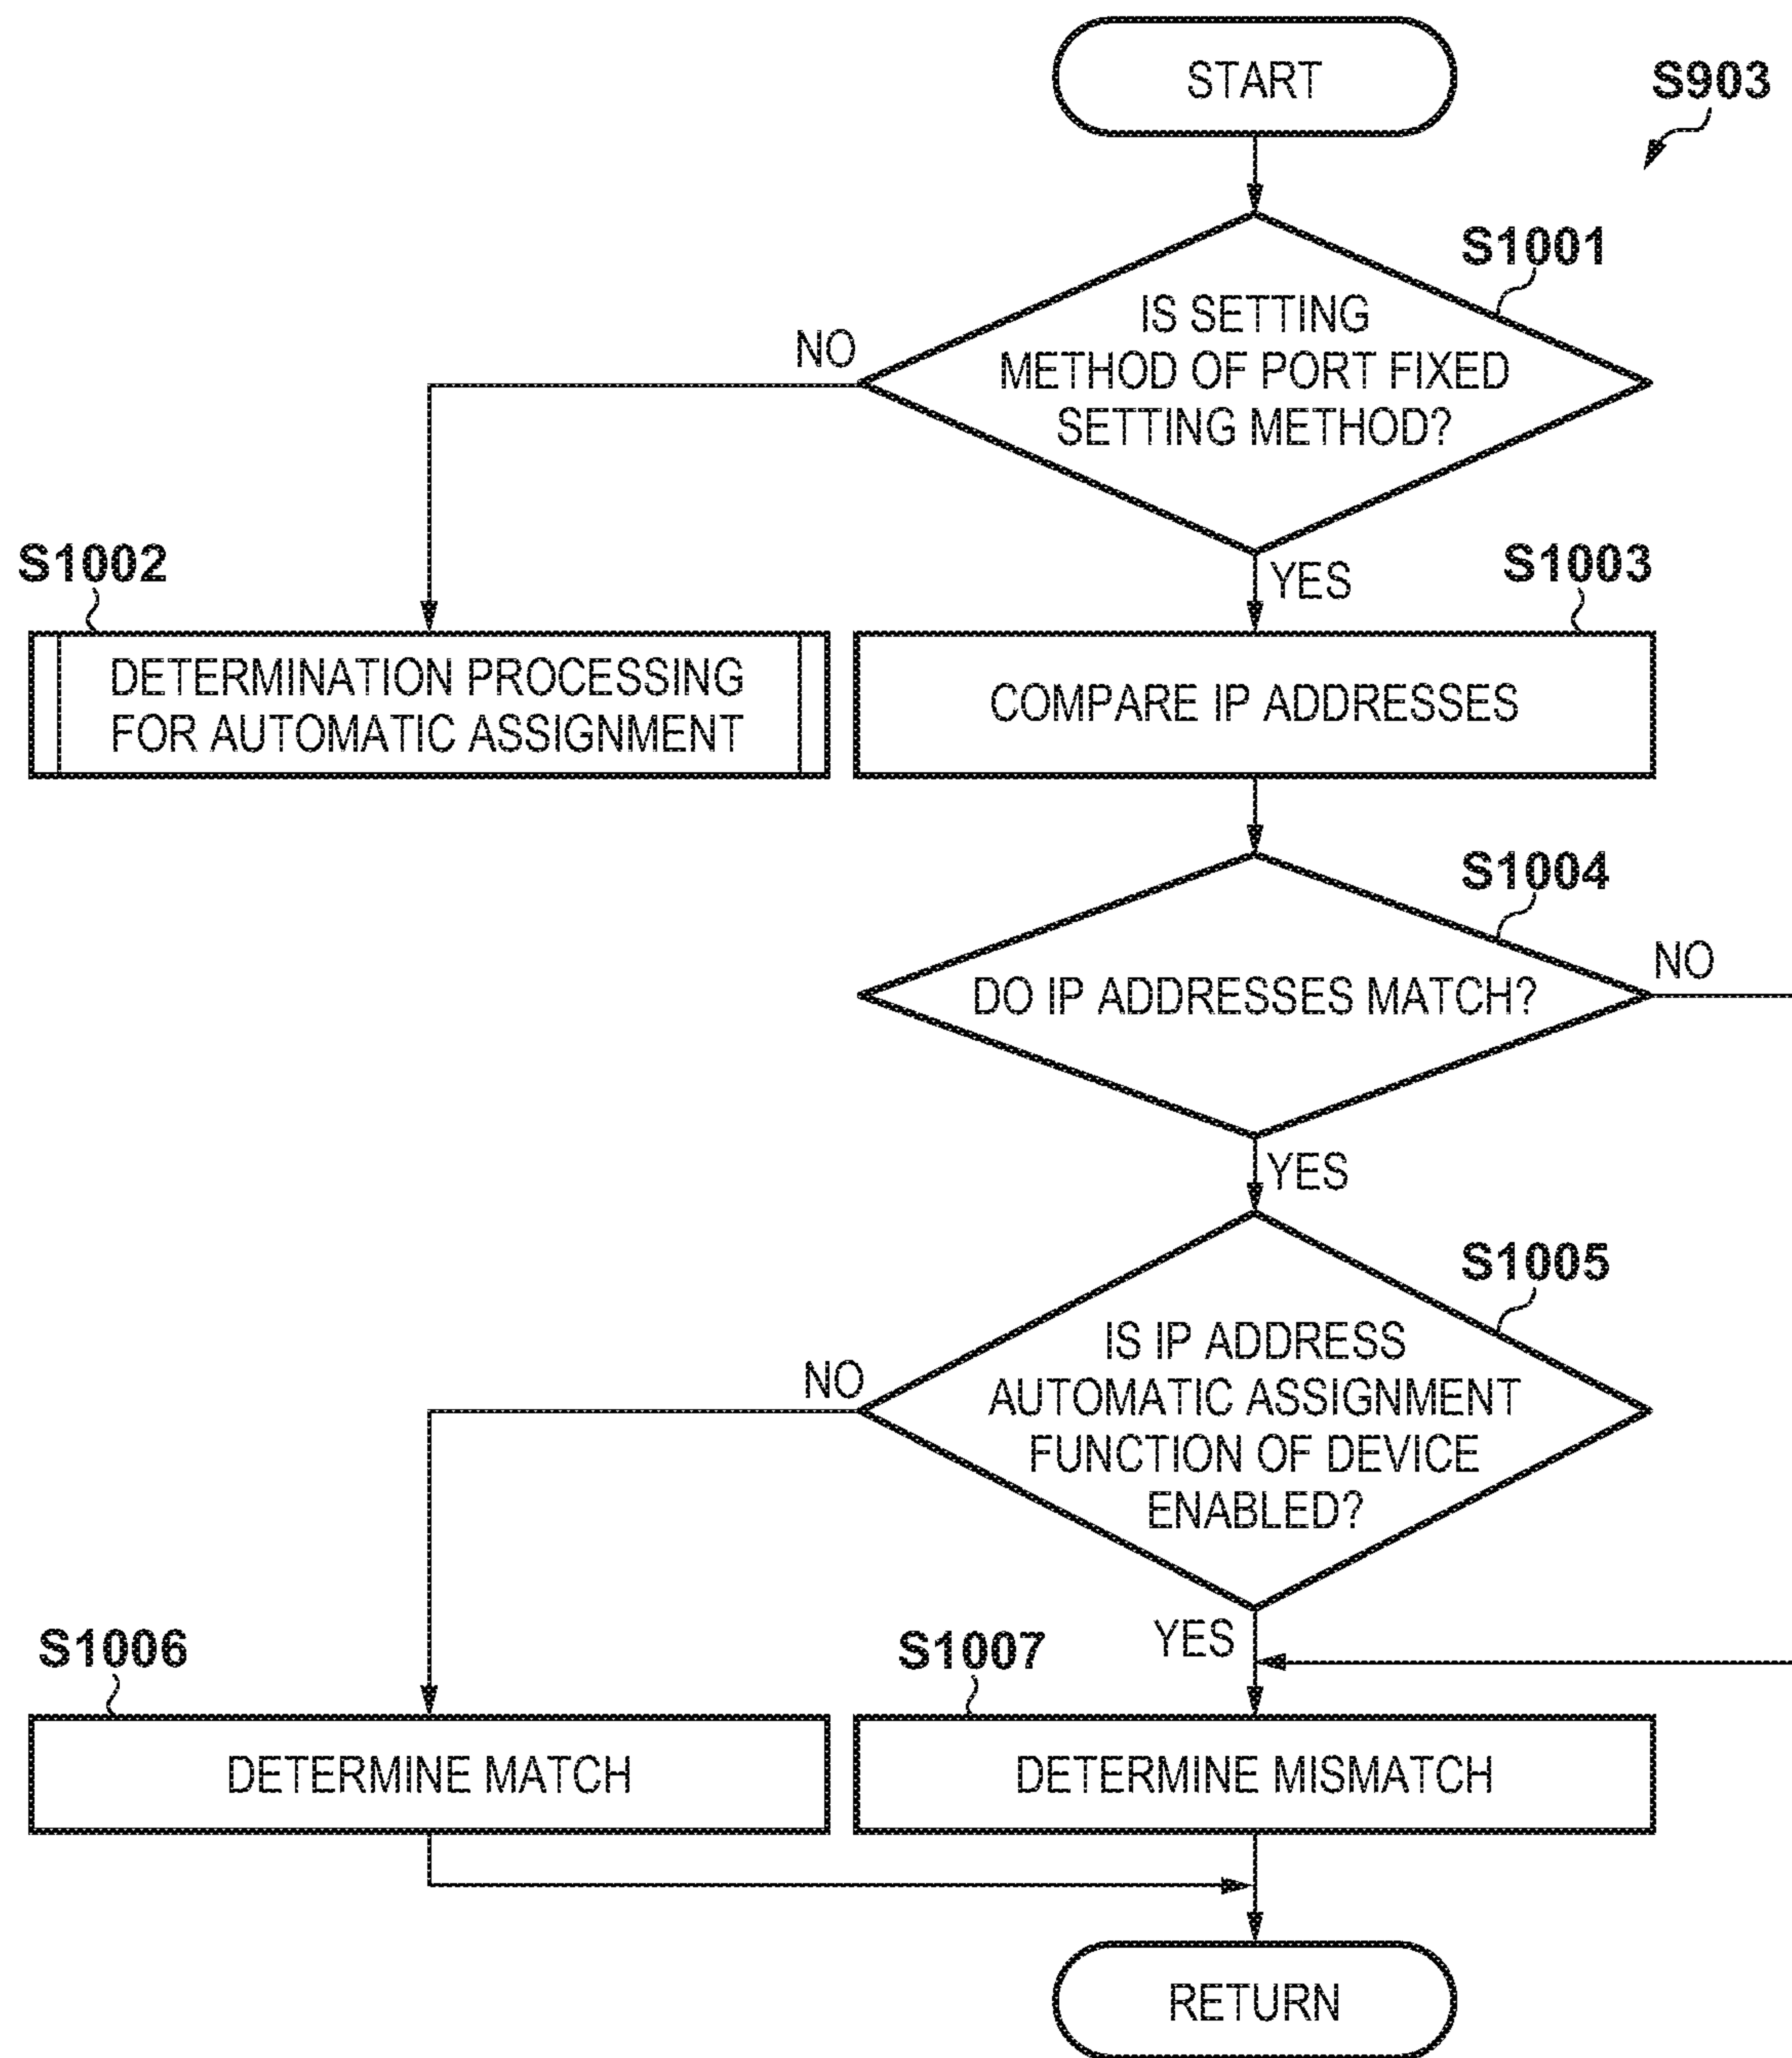 START
S903
S1001
IS SETTING
METHOD OF PORT FIXED
SETTING METHOD?
NO
YES
S1002
S1003
DETERMINATION PROCESSING
FOR AUTOMATIC ASSIGNMENT
COMPARE IP ADDRESSES
S1004
DO IP ADDRESSES MATCH?
NO
YES
S1005
IS IP ADDRESS
AUTOMATIC ASSIGNMENT
FUNCTION OF DEVICE
ENABLED?
NO
YES
S1006
S1007
DETERMINE MATCH
DETERMINE MISMATCH
RETURN